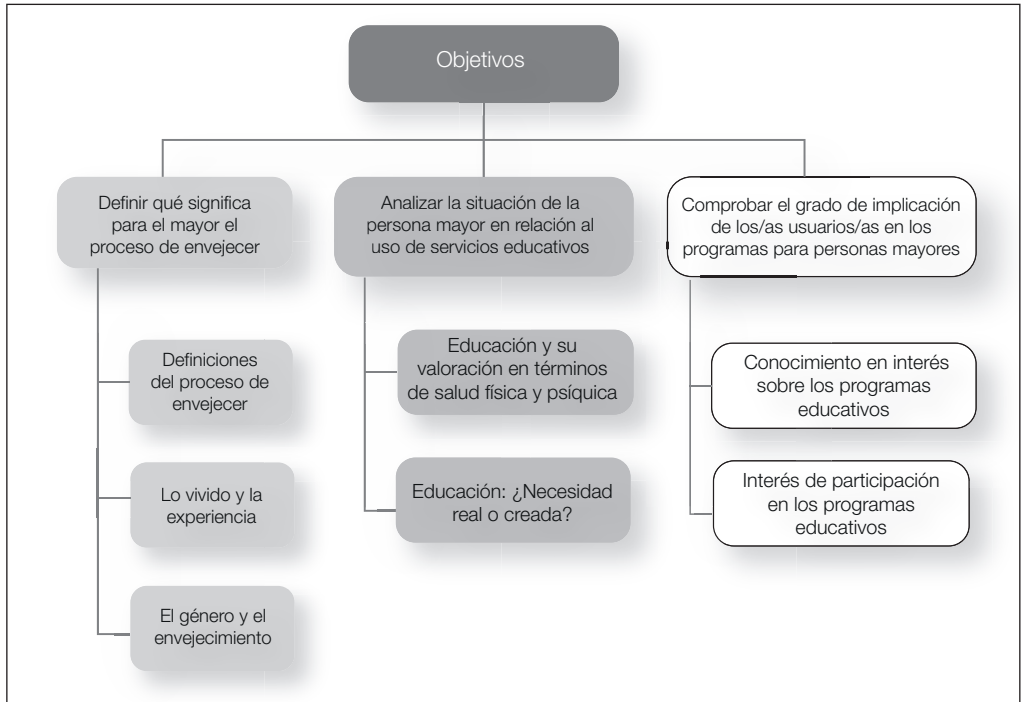 Objetivos
Definir qué significa
para el mayor el
proceso de envejecer
Definiciones
del proceso de
envejecer
Lo vivido y la
experiencia
El género y el
envejecimiento
Analizar la situación de la
persona mayor en relación al
uso de servicios educativos
Educación y su
valoración en términos
de salud física y psíquica
Educación: ¿Necesidad
real o creada?
Comprobar el grado de implicación
de los/as usuarios/as en los
programas para personas mayores
Conocimiento en interés
sobre los programas
educativos
Interés de participación
en los programas
educativos